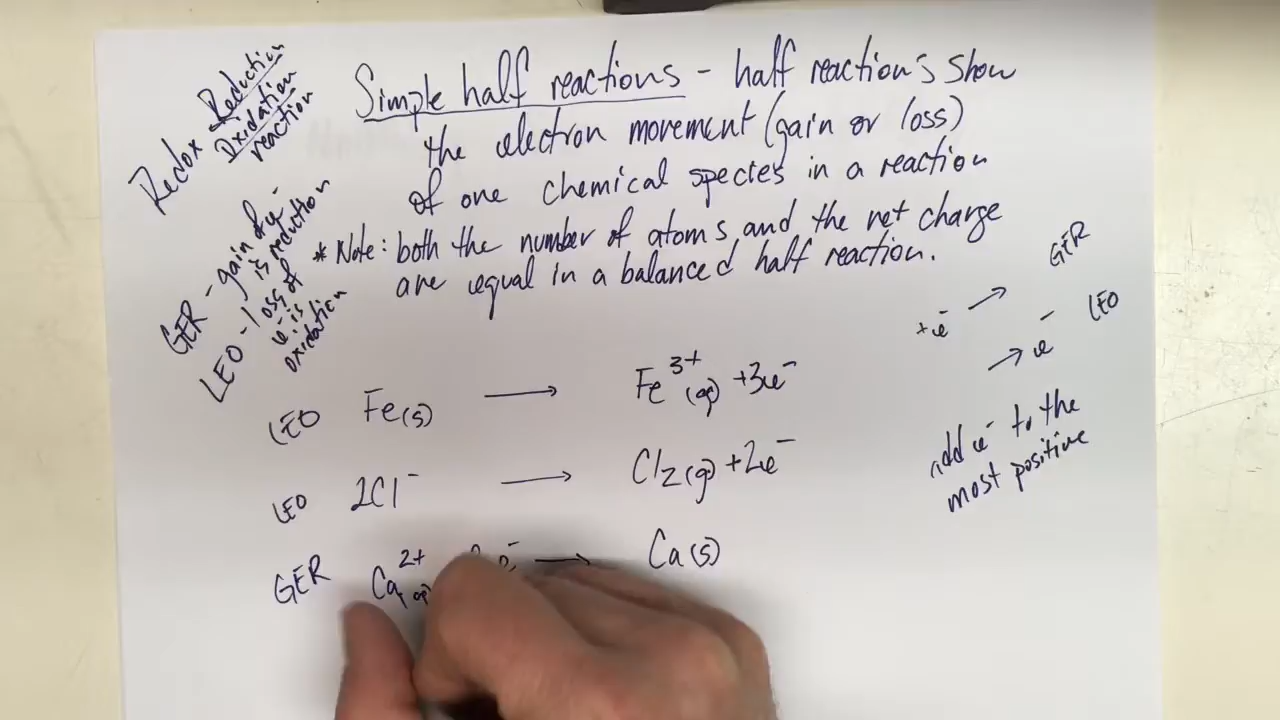 Simple half reactions - half reaction's show
the electron movement (gain or loss)
of one chemical species in a reaction
* Note: both the number of atoms and the net charge
are equal in a balanced half reaction.
Redox Reduction
Oxidation
reaction
GER - gain of e-
is reduction
LEO - loss of
e- is
oxidation
+e- → GER
→ e- LEO
add e- to the
most positive
LEO Fe(s) → Fe3+(aq) + 3e-
LEO 2Cl- → Cl2(g) + 2e-
GER Ca2+(aq) e- → Ca(s)